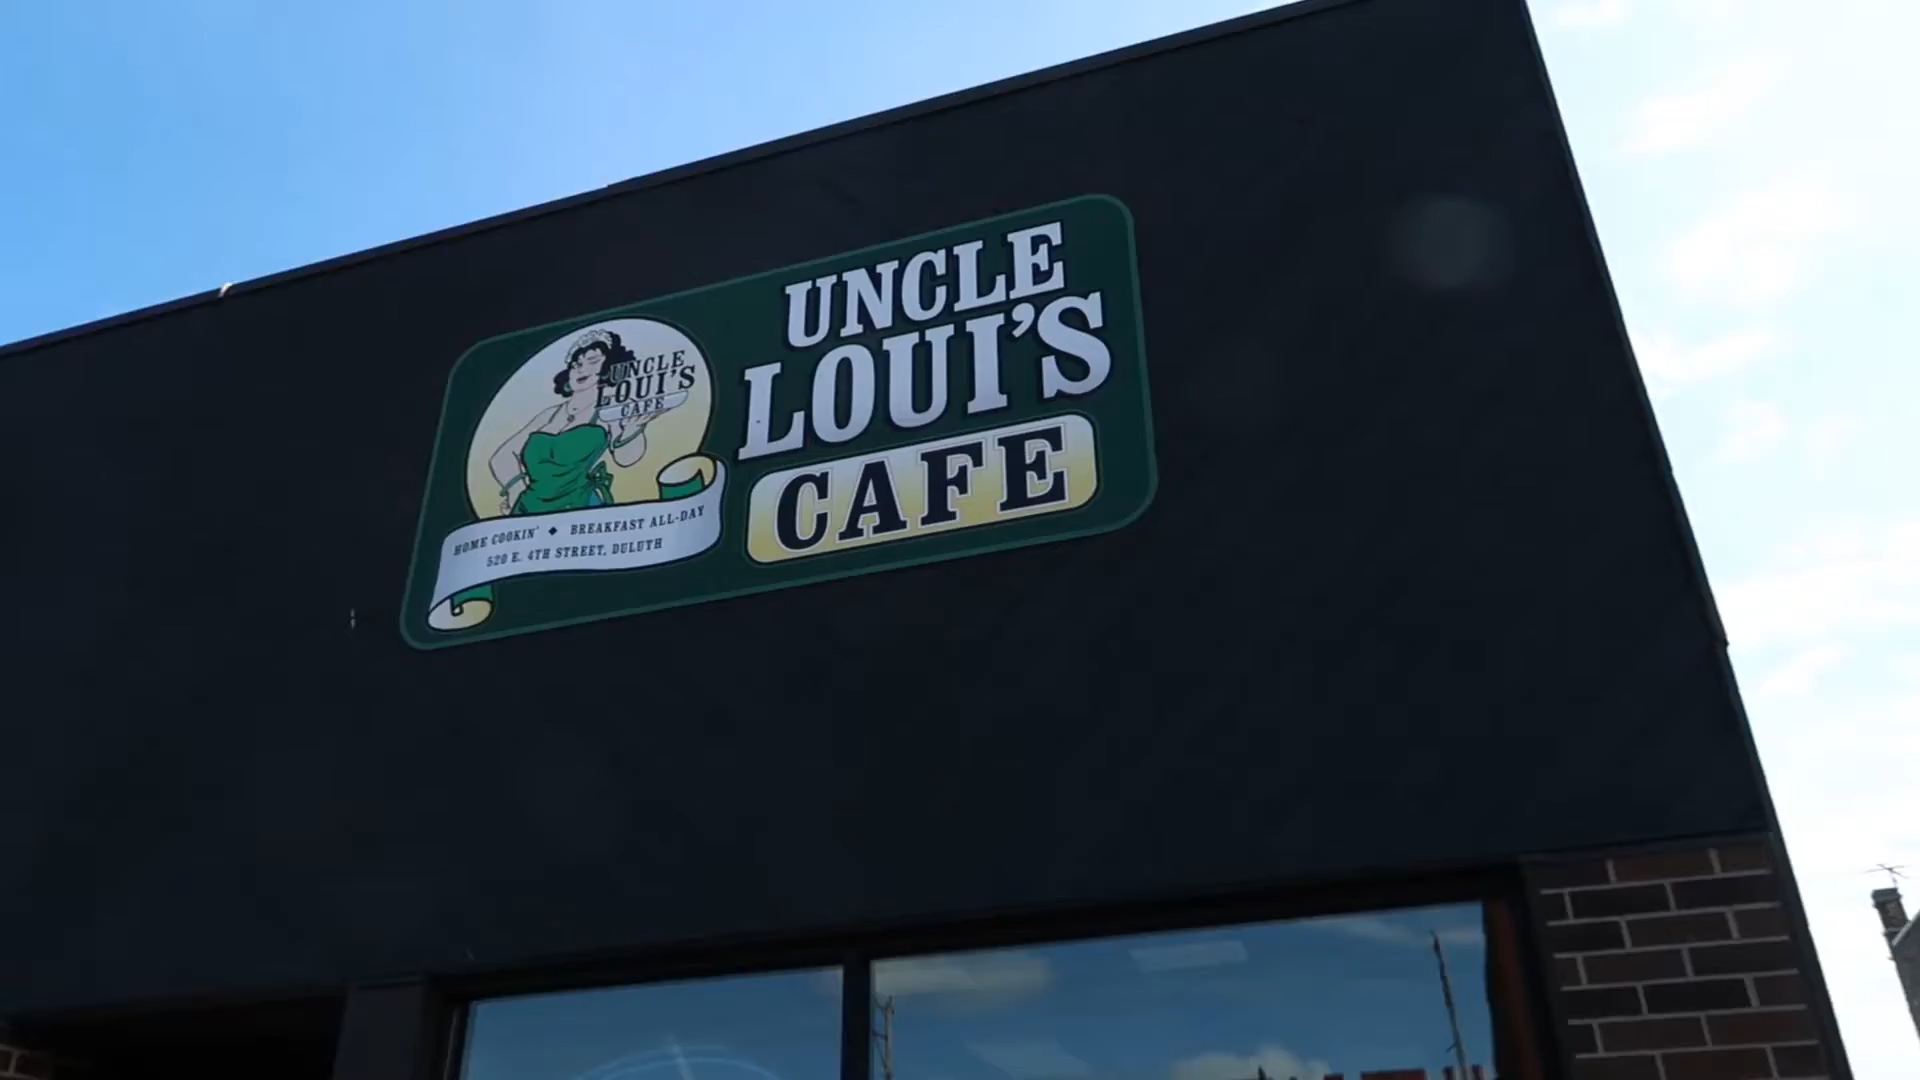 UNCLE
LOUI'S
CAFE
UNCLE
LOUI'S
CAFE
HOME COOKIN' ◆ BREAKFAST ALL-DAY
520 E. 4TH STREET, DULUTH